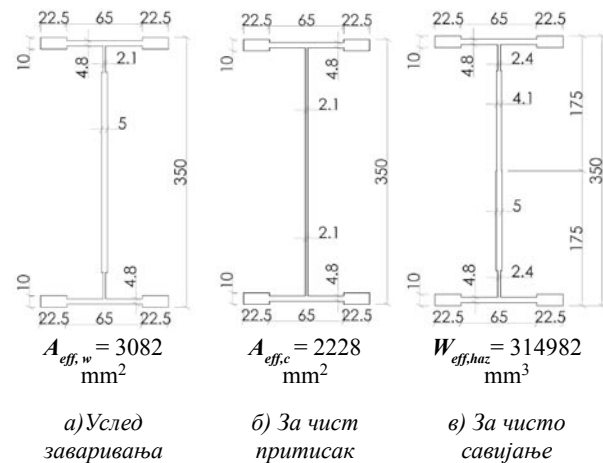 22.5 65 22.5
10
4.8
2.1
5
350
4.8
10
22.5 65 22.5
A_eff, w = 3082
mm²
а)Услед
заваривања
22.5 65 22.5
10
4.8
2.1
350
2.1
4.8
10
22.5 65 22.5
A_eff,c = 2228
mm²
б) За чист
притисак
22.5 65 22.5
10
4.8
2.4
4.1
175
350
5
175
2.4
4.8
10
22.5 65 22.5
W_eff,haz = 314982
mm³
в) За чисто
савијање